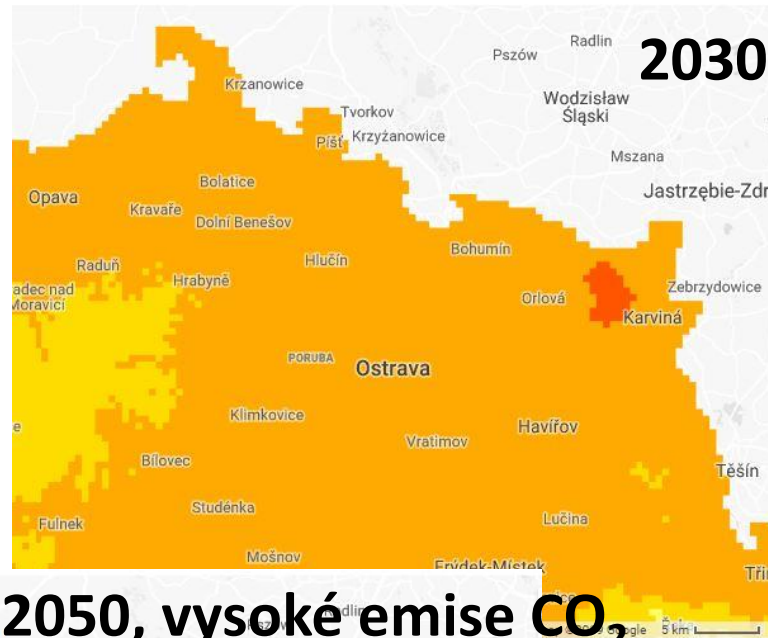 Radlin
2030
Pszów
Krzanowice
Wodzisław
Śląski
Tvorkov
Píšť
Krzyżanowice
Mszana
Bolatice
Opava
Jastrzębie-Zdr
Kravaře
Dolní Benešov
Bohumín
Raduň
Hlučín
Hrabyně
adec nad
Moravicí
Orlová
Zebrzydowice
Karviná
PORUBA
Ostrava
Klimkovice
Havířov
Vratimov
Bílovec
Těšín
Studénka
Lučina
Fulnek
Mošnov
Frýdek-Místek
Tři
2050, vysoké emise CO₂
Google
5 km